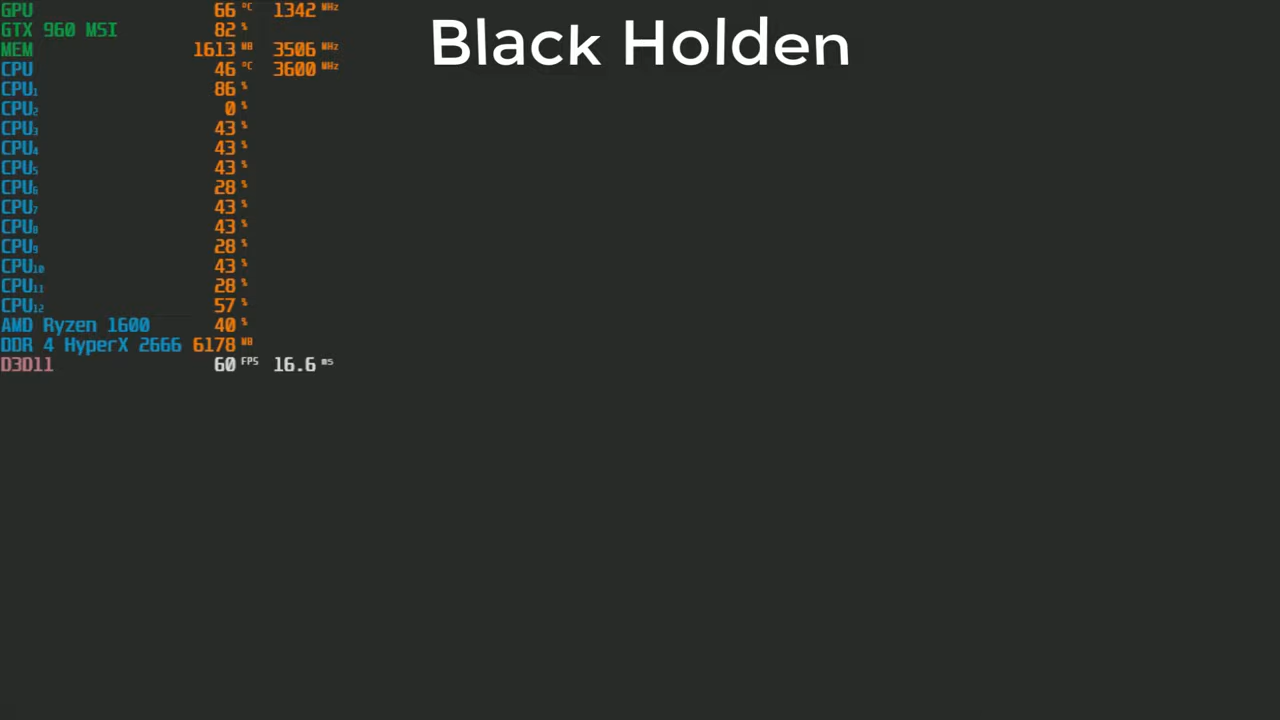 GPU 66 °C 1342 MHz
GTX 960 MSI 82 %
MEM 1613 MB 3506 MHz
CPU 46 °C 3600 MHz
CPU1 86 %
CPU2 0 %
CPU3 43 %
CPU4 43 %
CPU5 43 %
CPU6 28 %
CPU7 43 %
CPU8 43 %
CPU9 28 %
CPU10 43 %
CPU11 28 %
CPU12 57 %
AMD Ryzen 1600 40 %
DDR 4 HyperX 2666 6178 MB
D3D11 60 FPS 16.6 ms
Black Holden